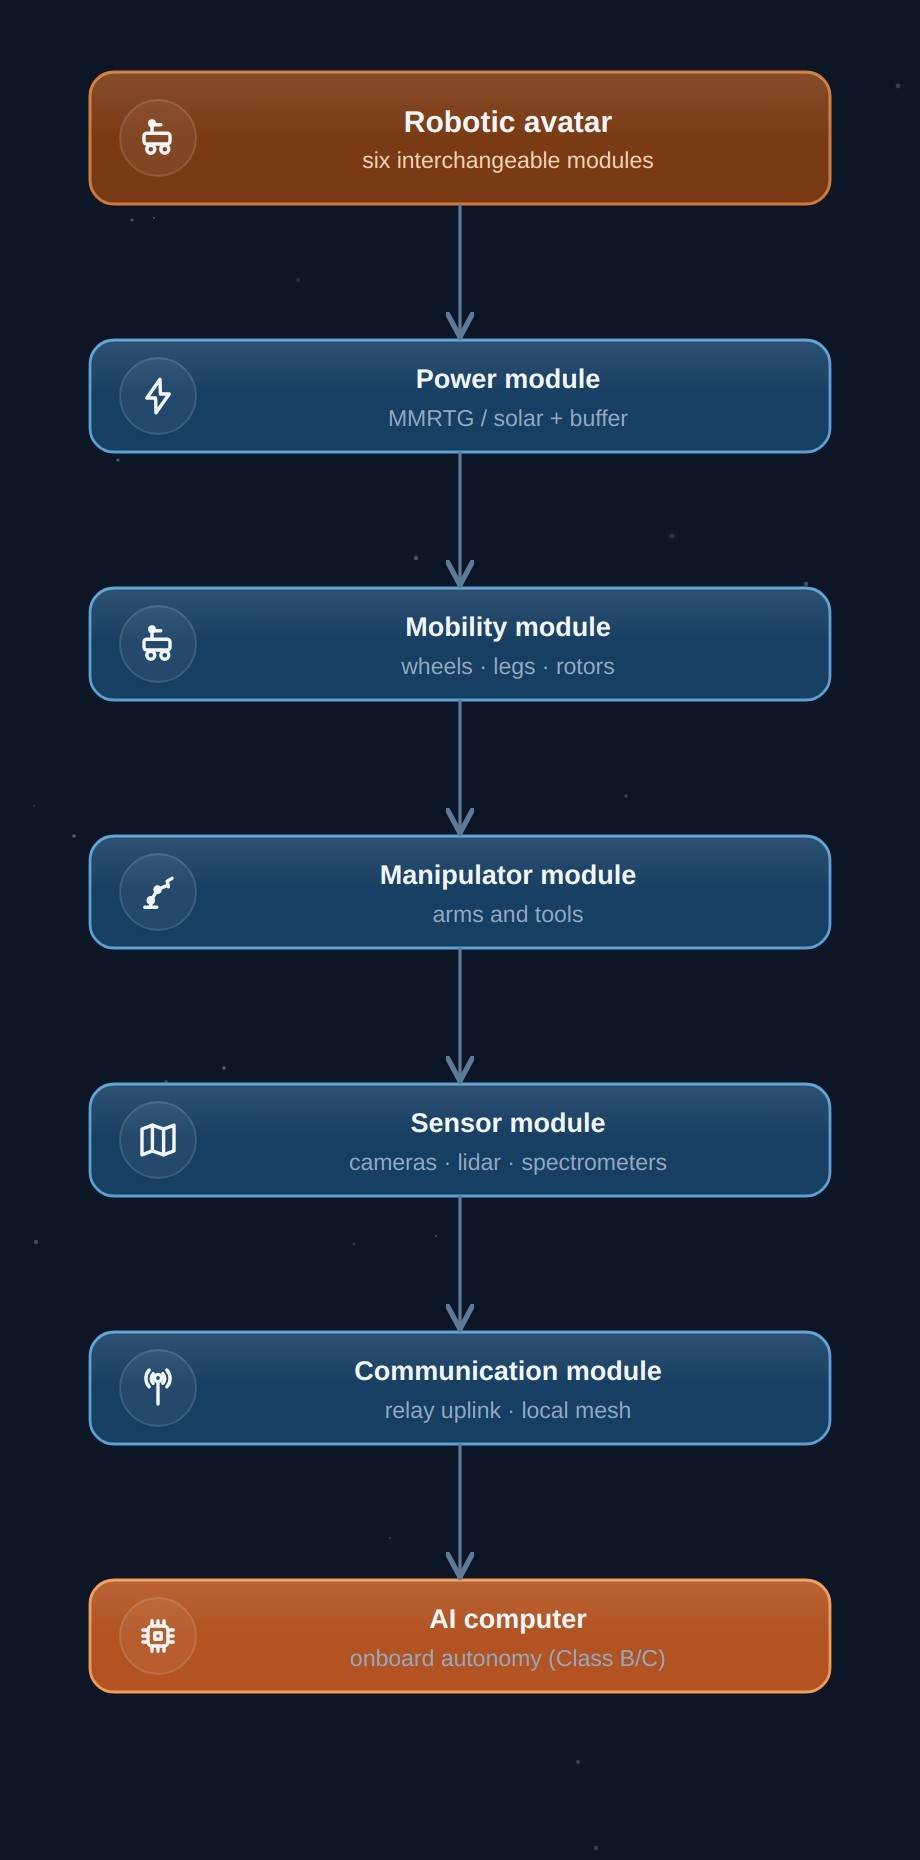 Robotic avatar
six interchangeable modules
Power module
MMRTG / solar + buffer
Mobility module
wheels · legs · rotors
Manipulator module
arms and tools
Sensor module
cameras · lidar · spectrometers
Communication module
relay uplink · local mesh
AI computer
onboard autonomy (Class B/C)